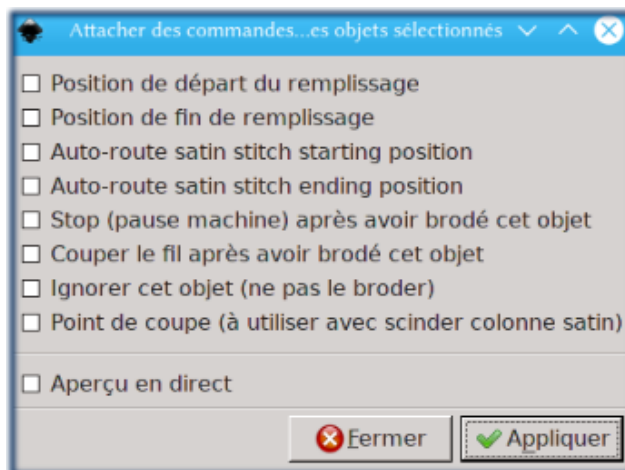 Attacher des commandes...es objets sélectionnés
Position de départ du remplissage
Position de fin de remplissage
Auto-route satin stitch starting position
Auto-route satin stitch ending position
Stop (pause machine) après avoir brodé cet objet
Couper le fil après avoir brodé cet objet
Ignorer cet objet (ne pas le broder)
Point de coupe (à utiliser avec scinder colonne satin)
Aperçu en direct
Fermer
Appliquer